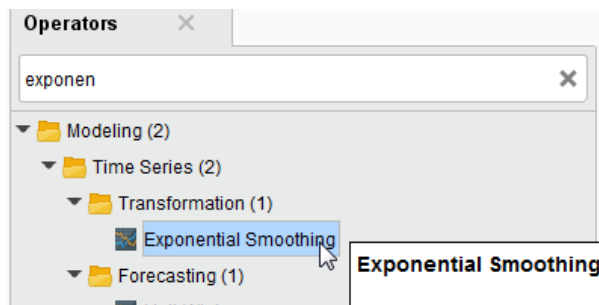 Operators
exponen
Modeling (2)
Time Series (2)
Transformation (1)
Exponential Smoothing
Exponential Smoothing
Forecasting (1)